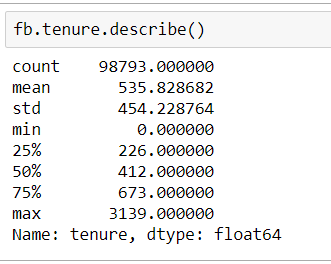 fb.tenure.describe()
count    98793.000000
mean       535.828682
std        454.228764
min          0.000000
25%        226.000000
50%        412.000000
75%        673.000000
max       3139.000000
Name: tenure, dtype: float64